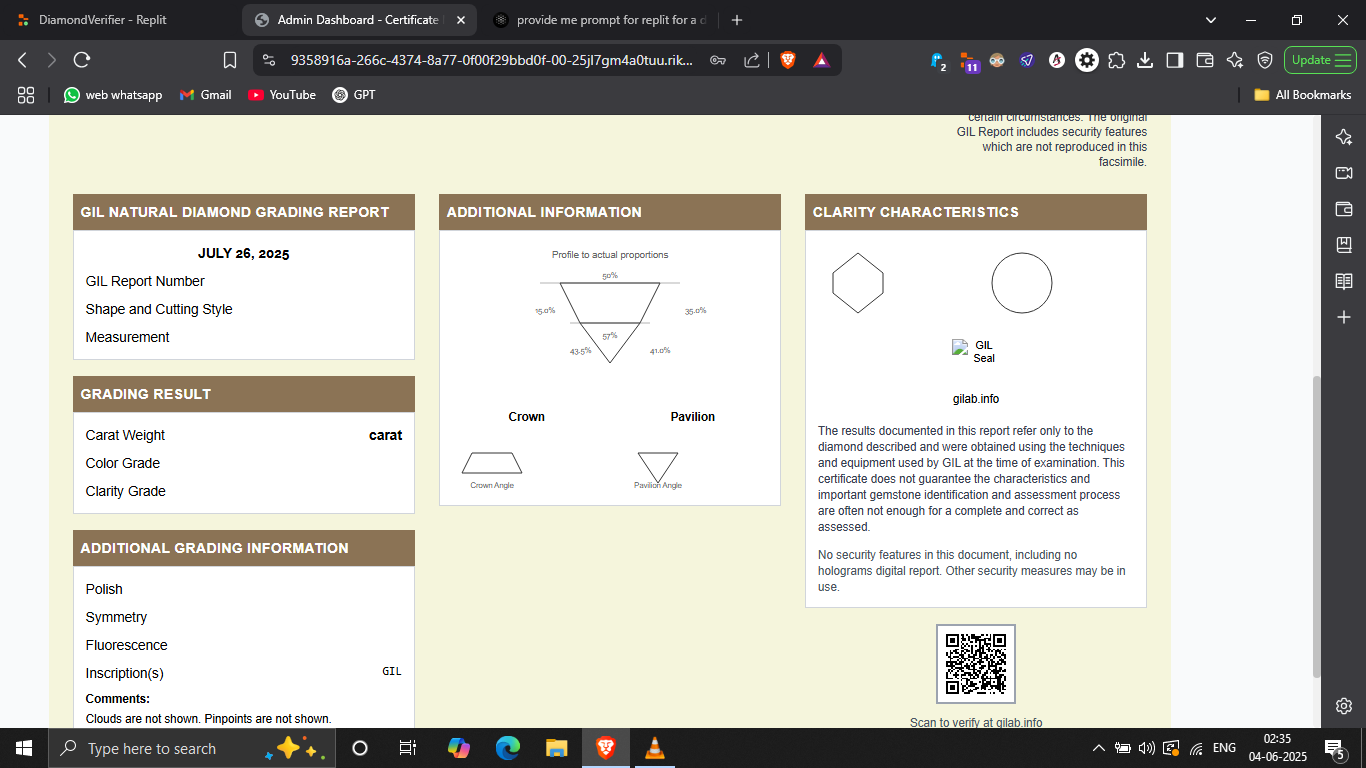 DiamondVerifier - Replit
Admin Dashboard - Certificate
provide me prompt for replit for a d
9358916a-266c-4374-8a77-0f00f29bbd0f-00-25jl7gm4a0tuu.rik...
2
11
Update
web whatsapp
Gmail
YouTube
GPT
All Bookmarks
certain circumstances. The original
GIL Report includes security features
which are not reproduced in this
facsimile.
GIL NATURAL DIAMOND GRADING REPORT
JULY 26, 2025
GIL Report Number
Shape and Cutting Style
Measurement
GRADING RESULT
Carat Weight carat
Color Grade
Clarity Grade
ADDITIONAL GRADING INFORMATION
Polish
Symmetry
Fluorescence
Inscription(s) GIL
Comments:
Clouds are not shown. Pinpoints are not shown.
ADDITIONAL INFORMATION
Profile to actual proportions
50%
15.0% 35.0%
57%
43.5% 41.0%
Crown Pavilion
Crown Angle Pavilion Angle
CLARITY CHARACTERISTICS
GIL
Seal
gilab.info
The results documented in this report refer only to the
diamond described and were obtained using the techniques
and equipment used by GIL at the time of examination. This
certificate does not guarantee the characteristics and
important gemstone identification and assessment process
are often not enough for a complete and correct as
assessed.
No security features in this document, including no
holograms digital report. Other security measures may be in
use.
Scan to verify at gilab.info
Type here to search
ENG
02:35
04-06-2025
5